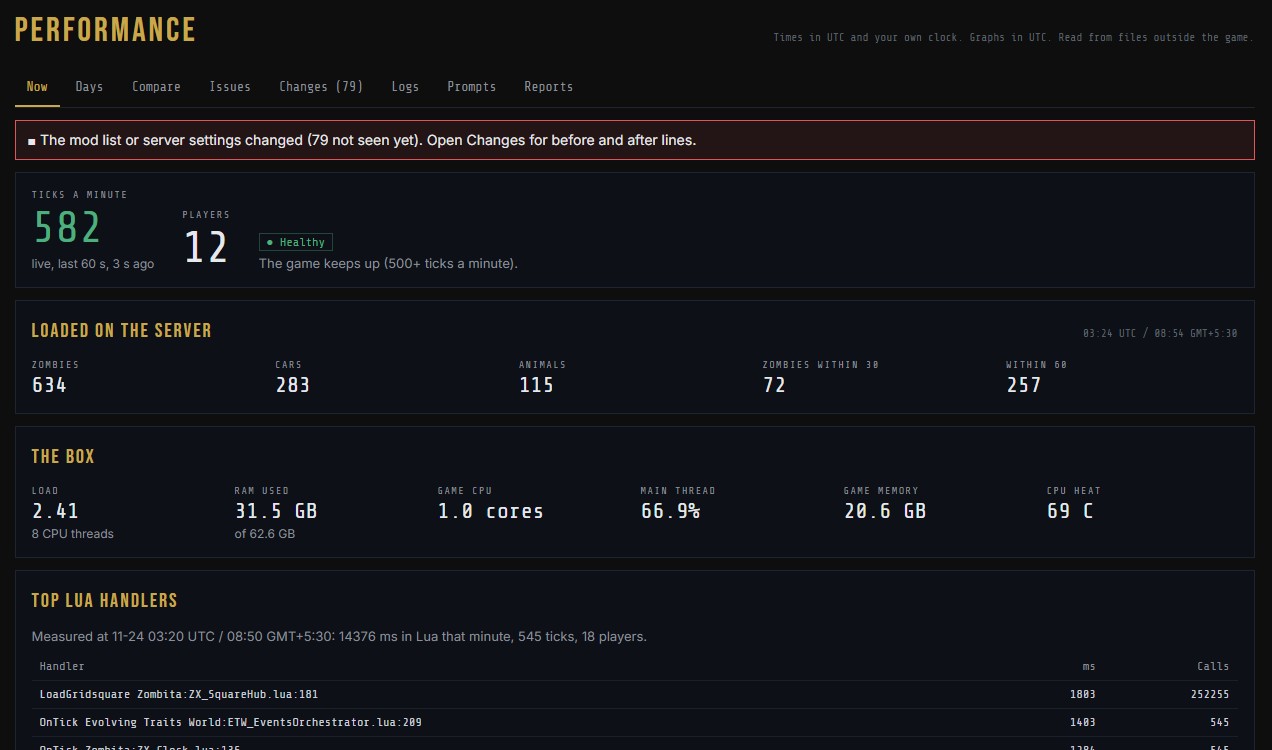 PERFORMANCE
Times in UTC and your own clock. Graphs in UTC. Read from files outside the game.
Now Days Compare Issues Changes (79) Logs Prompts Reports
The mod list or server settings changed (79 not seen yet). Open Changes for before and after lines.
TICKS A MINUTE
582
live, last 60 s, 3 s ago
PLAYERS
12
Healthy
The game keeps up (500+ ticks a minute).
LOADED ON THE SERVER
03:24 UTC / 08:54 GMT+5:30
ZOMBIES CARS ANIMALS ZOMBIES WITHIN 30 WITHIN 60
634 283 115 72 257
THE BOX
LOAD RAM USED GAME CPU MAIN THREAD GAME MEMORY CPU HEAT
2.41 31.5 GB 1.0 cores 66.9% 20.6 GB 69 C
8 CPU threads of 62.6 GB
TOP LUA HANDLERS
Measured at 11-24 03:20 UTC / 08:50 GMT+5:30: 14376 ms in Lua that minute, 545 ticks, 18 players.
Handler ms Calls
LoadGridsquare Zombita:ZX_SquareHub.lua:181 1803 252255
OnTick Evolving Traits World:ETW_EventsOrchestrator.lua:209 1403 545
OnTick Zombita:ZX_Clock.lua:135 545